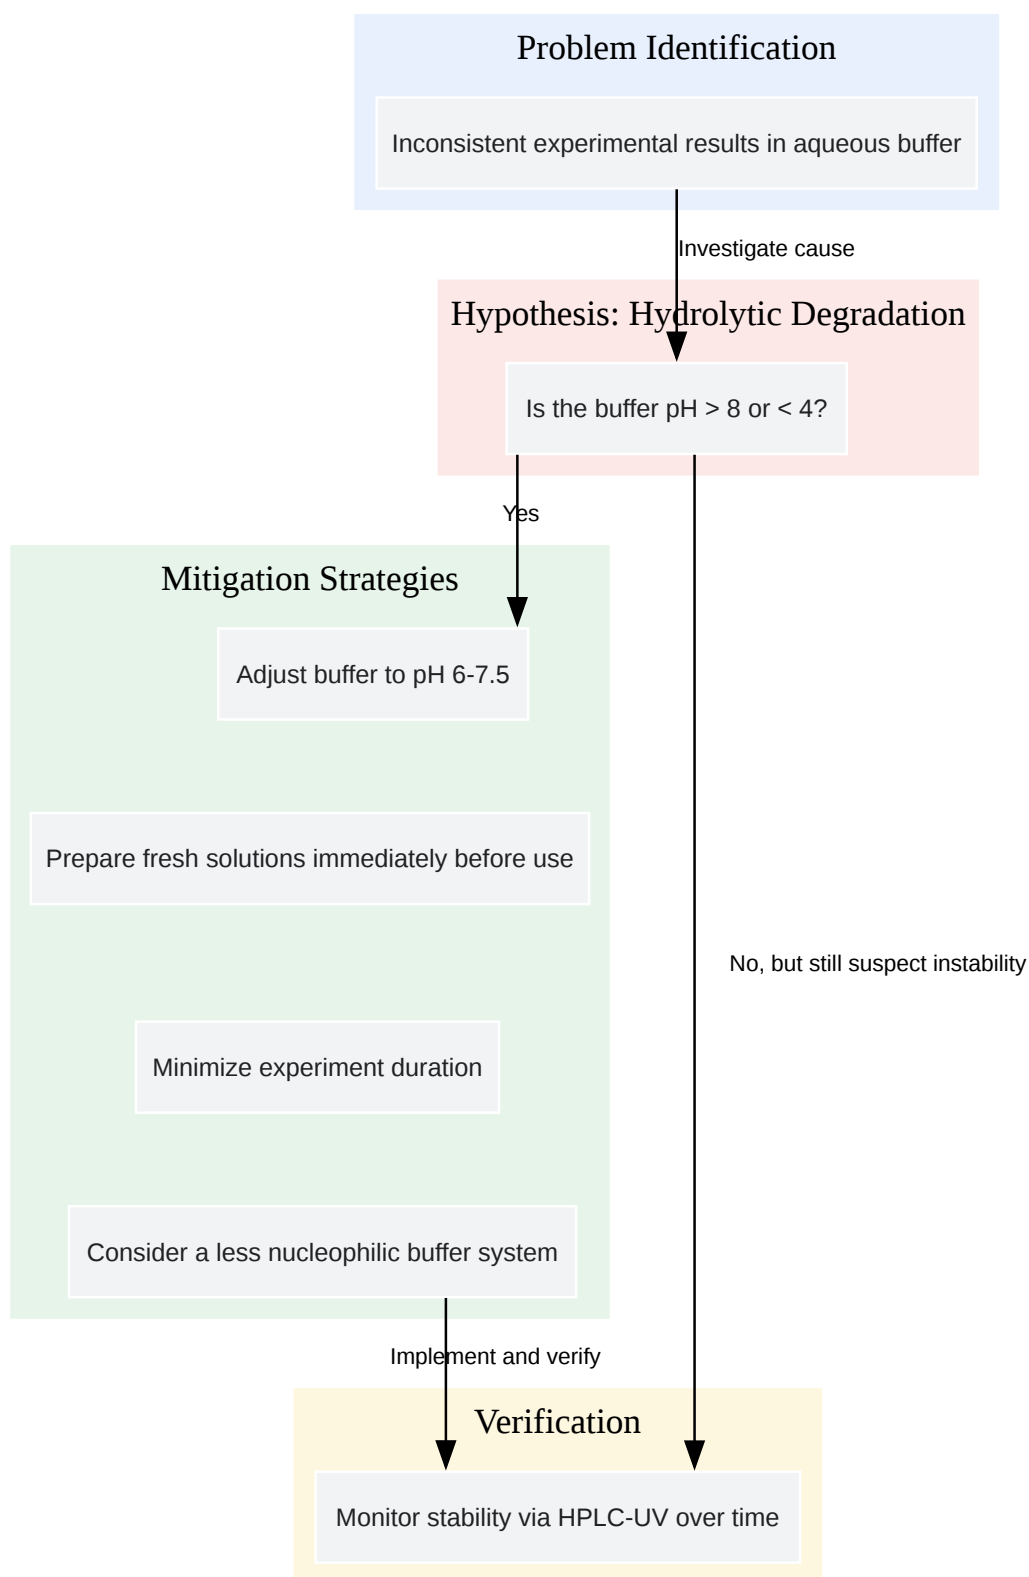 Problem Identification
Inconsistent experimental results in aqueous buffer
Investigate cause
Hypothesis: Hydrolytic Degradation
Is the buffer pH > 8 or < 4?
Yes
Mitigation Strategies
Adjust buffer to pH 6-7.5
Prepare fresh solutions immediately before use
No, but still suspect instability
Minimize experiment duration
Consider a less nucleophilic buffer system
Implement and verify
Verification
Monitor stability via HPLC-UV over time